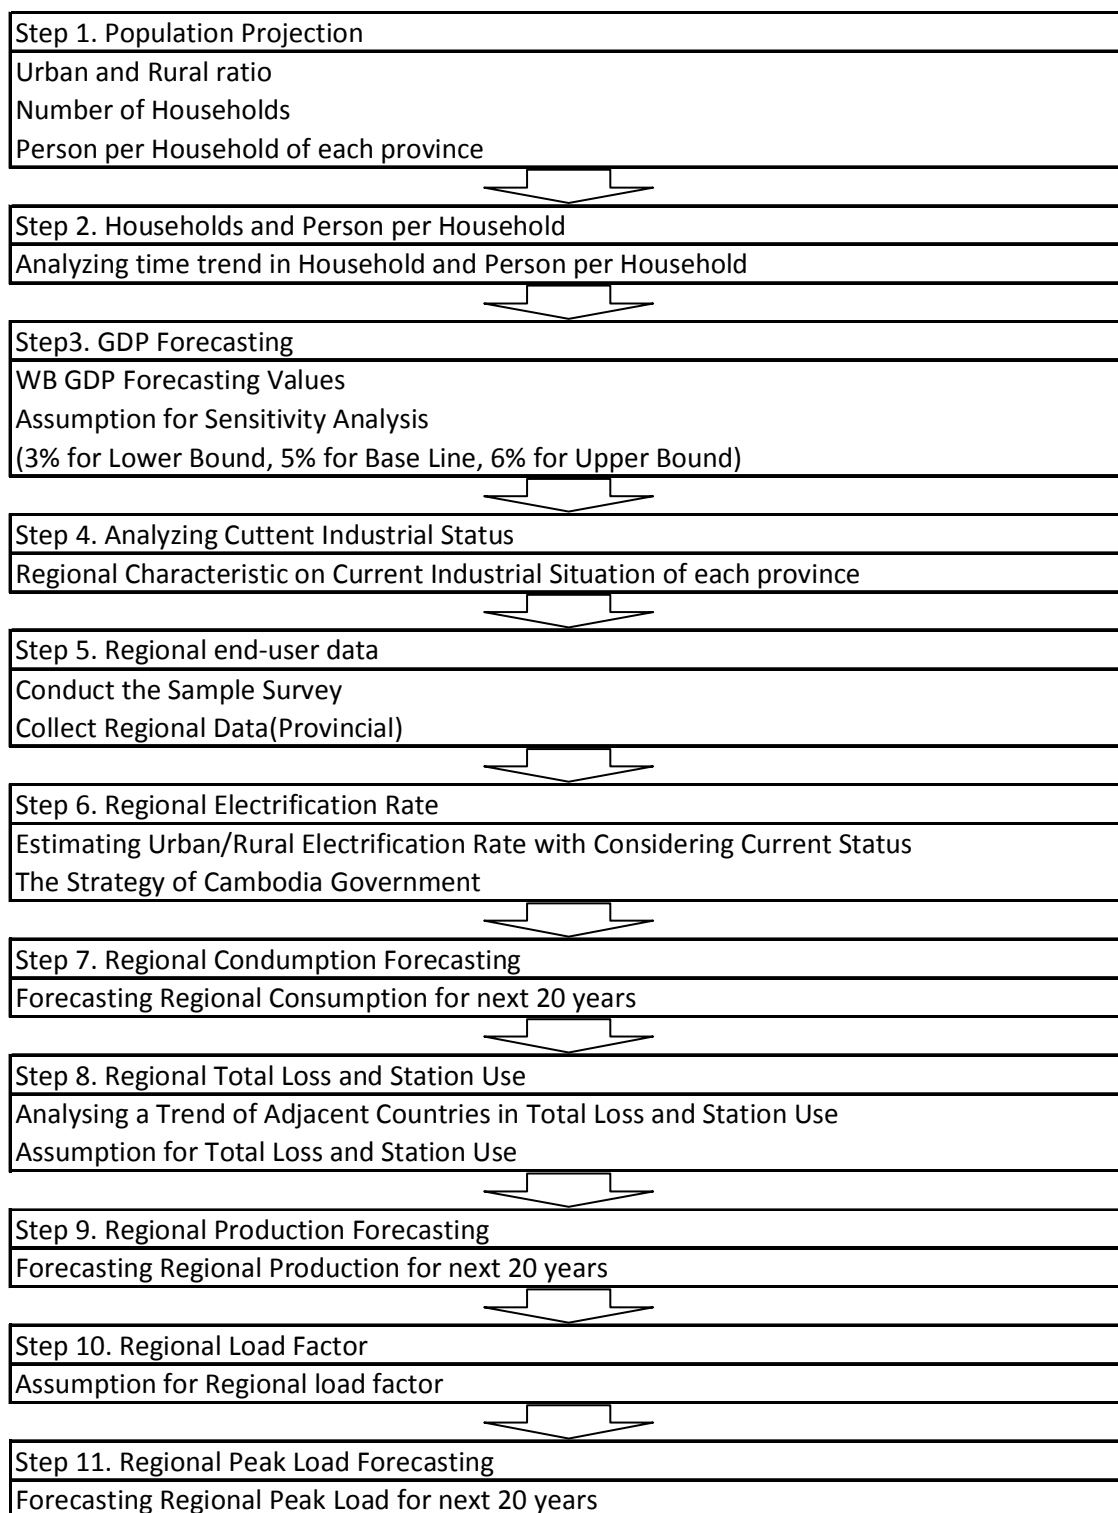 Step 1. Population Projection
Urban and Rural ratio
Number of Households
Person per Household of each province
Step 2. Households and Person per Household
Analyzing time trend in Household and Person per Household
Step3. GDP Forecasting
WB GDP Forecasting Values
Assumption for Sensitivity Analysis
(3% for Lower Bound, 5% for Base Line, 6% for Upper Bound)
Step 4. Analyzing Cuttent Industrial Status
Regional Characteristic on Current Industrial Situation of each province
Step 5. Regional end-user data
Conduct the Sample Survey
Collect Regional Data(Provincial)
Step 6. Regional Electrification Rate
Estimating Urban/Rural Electrification Rate with Considering Current Status
The Strategy of Cambodia Government
Step 7. Regional Condumption Forecasting
Forecasting Regional Consumption for next 20 years
Step 8. Regional Total Loss and Station Use
Analysing a Trend of Adjacent Countries in Total Loss and Station Use
Assumption for Total Loss and Station Use
Step 9. Regional Production Forecasting
Forecasting Regional Production for next 20 years
Step 10. Regional Load Factor
Assumption for Regional load factor
Step 11. Regional Peak Load Forecasting
Forecasting Regional Peak Load for next 20 years